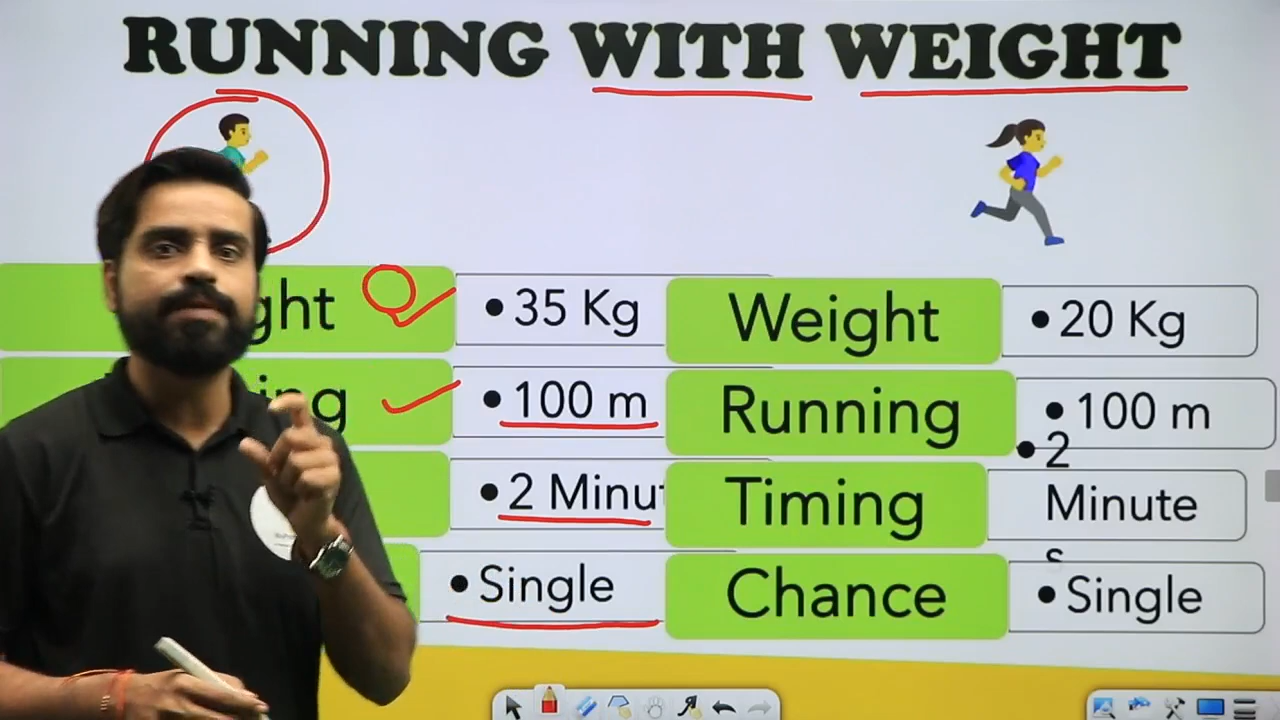 RUNNING WITH WEIGHT
ght
• 35 Kg
ing
• 100 m
• 2 Minut
• Single
Weight
• 20 Kg
Running
• 100 m
Timing
• 2
Minute
s
Chance
• Single